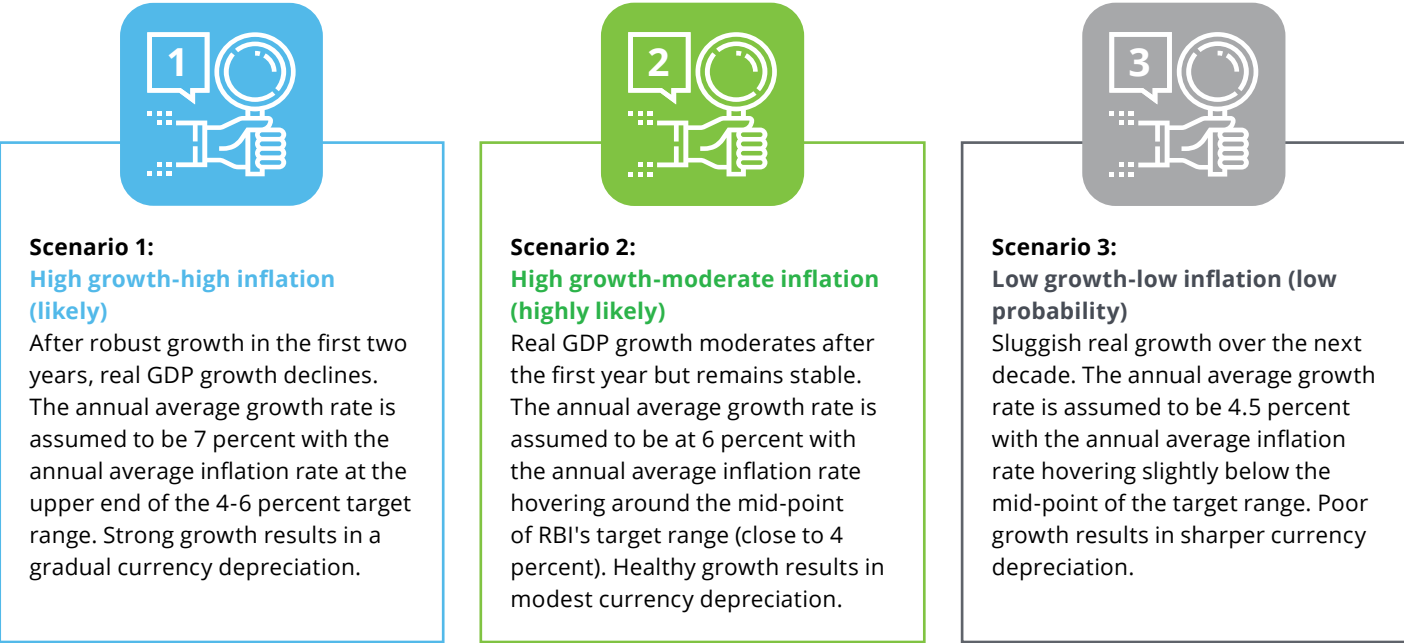 1
Scenario 1:
High growth-high inflation
(likely)
After robust growth in the first two
years, real GDP growth declines.
The annual average growth rate is
assumed to be 7 percent with the
annual average inflation rate at the
upper end of the 4-6 percent target
range. Strong growth results in a
gradual currency depreciation.
2
Scenario 2:
High growth-moderate inflation
(highly likely)
Real GDP growth moderates after
the first year but remains stable.
The annual average growth rate is
assumed to be at 6 percent with
the annual average inflation rate
hovering around the mid-point
of RBI's target range (close to 4
percent). Healthy growth results in
modest currency depreciation.
3
Scenario 3:
Low growth-low inflation (low
probability)
Sluggish real growth over the next
decade. The annual average growth
rate is assumed to be 4.5 percent
with the annual average inflation
rate hovering slightly below the
mid-point of the target range. Poor
growth results in sharper currency
depreciation.